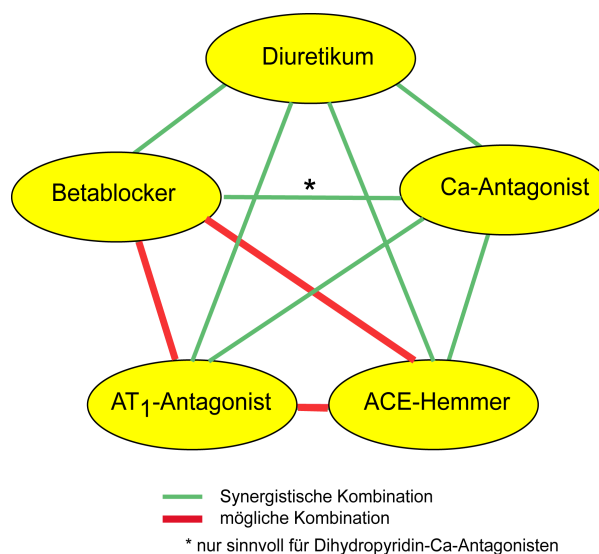 Diuretikum
Betablocker
*
Ca-Antagonist
AT1-Antagonist
ACE-Hemmer
Synergistische Kombination
mögliche Kombination
* nur sinnvoll für Dihydropyridin-Ca-Antagonisten